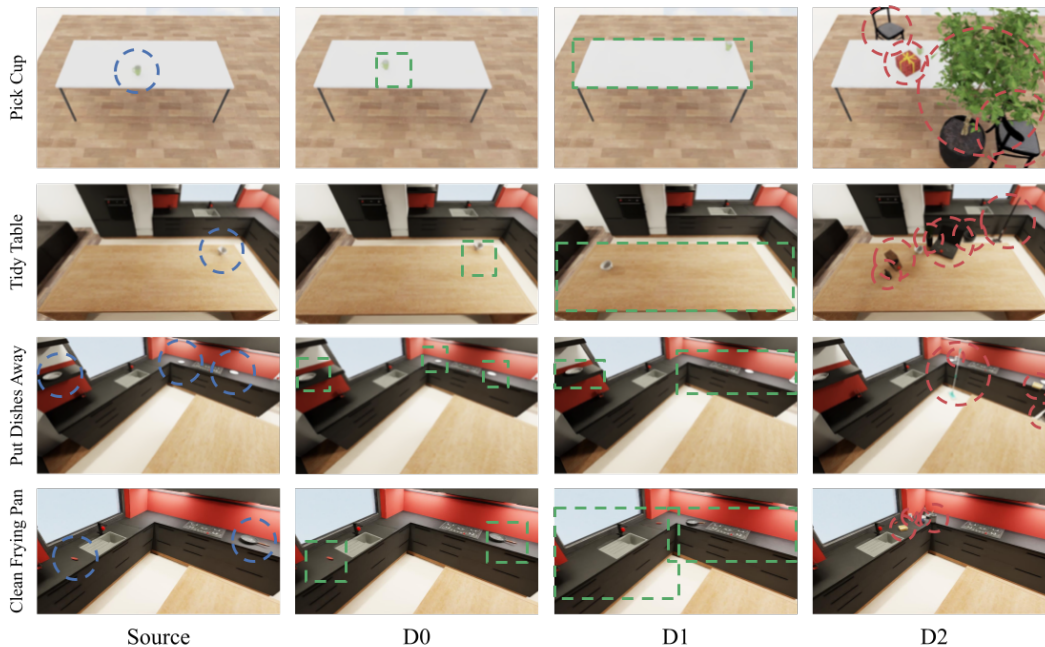 Pick Cup
Tidy Table
Put Dishes Away
Clean Frying Pan
Source
D0
D1
D2